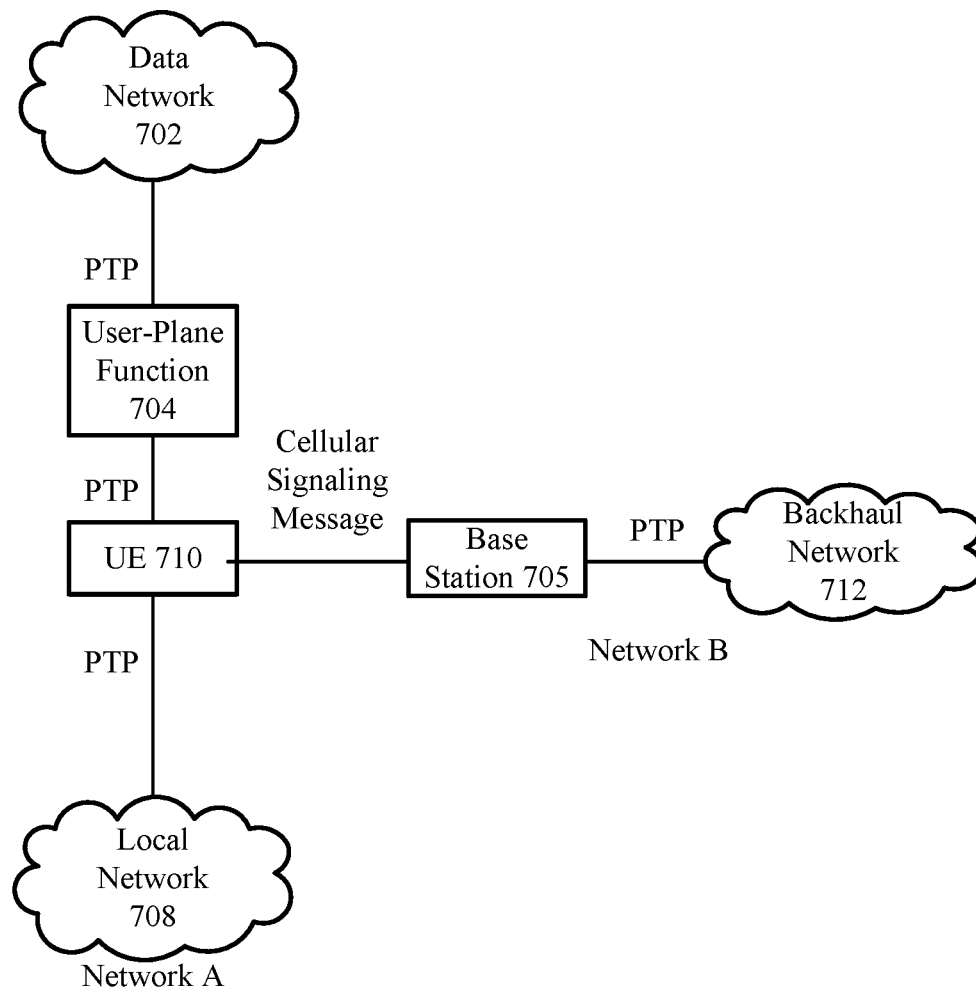 Data
Network
702
PTP
User-Plane
Function
704
PTP
Cellular
Signaling
Message
UE 710
Base
Station 705
PTP
Backhaul
Network
712
Network B
PTP
Local
Network
708
Network A